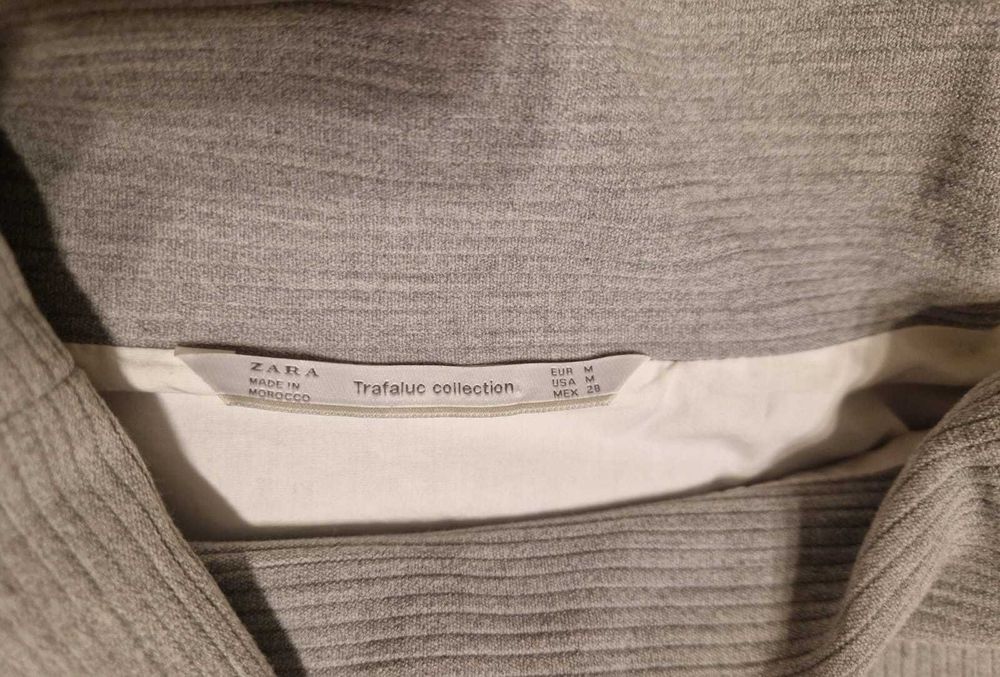 ZARA
MADE IN
MOROCCO
Trafaluc collection
EUR M
USA M
MEX 28